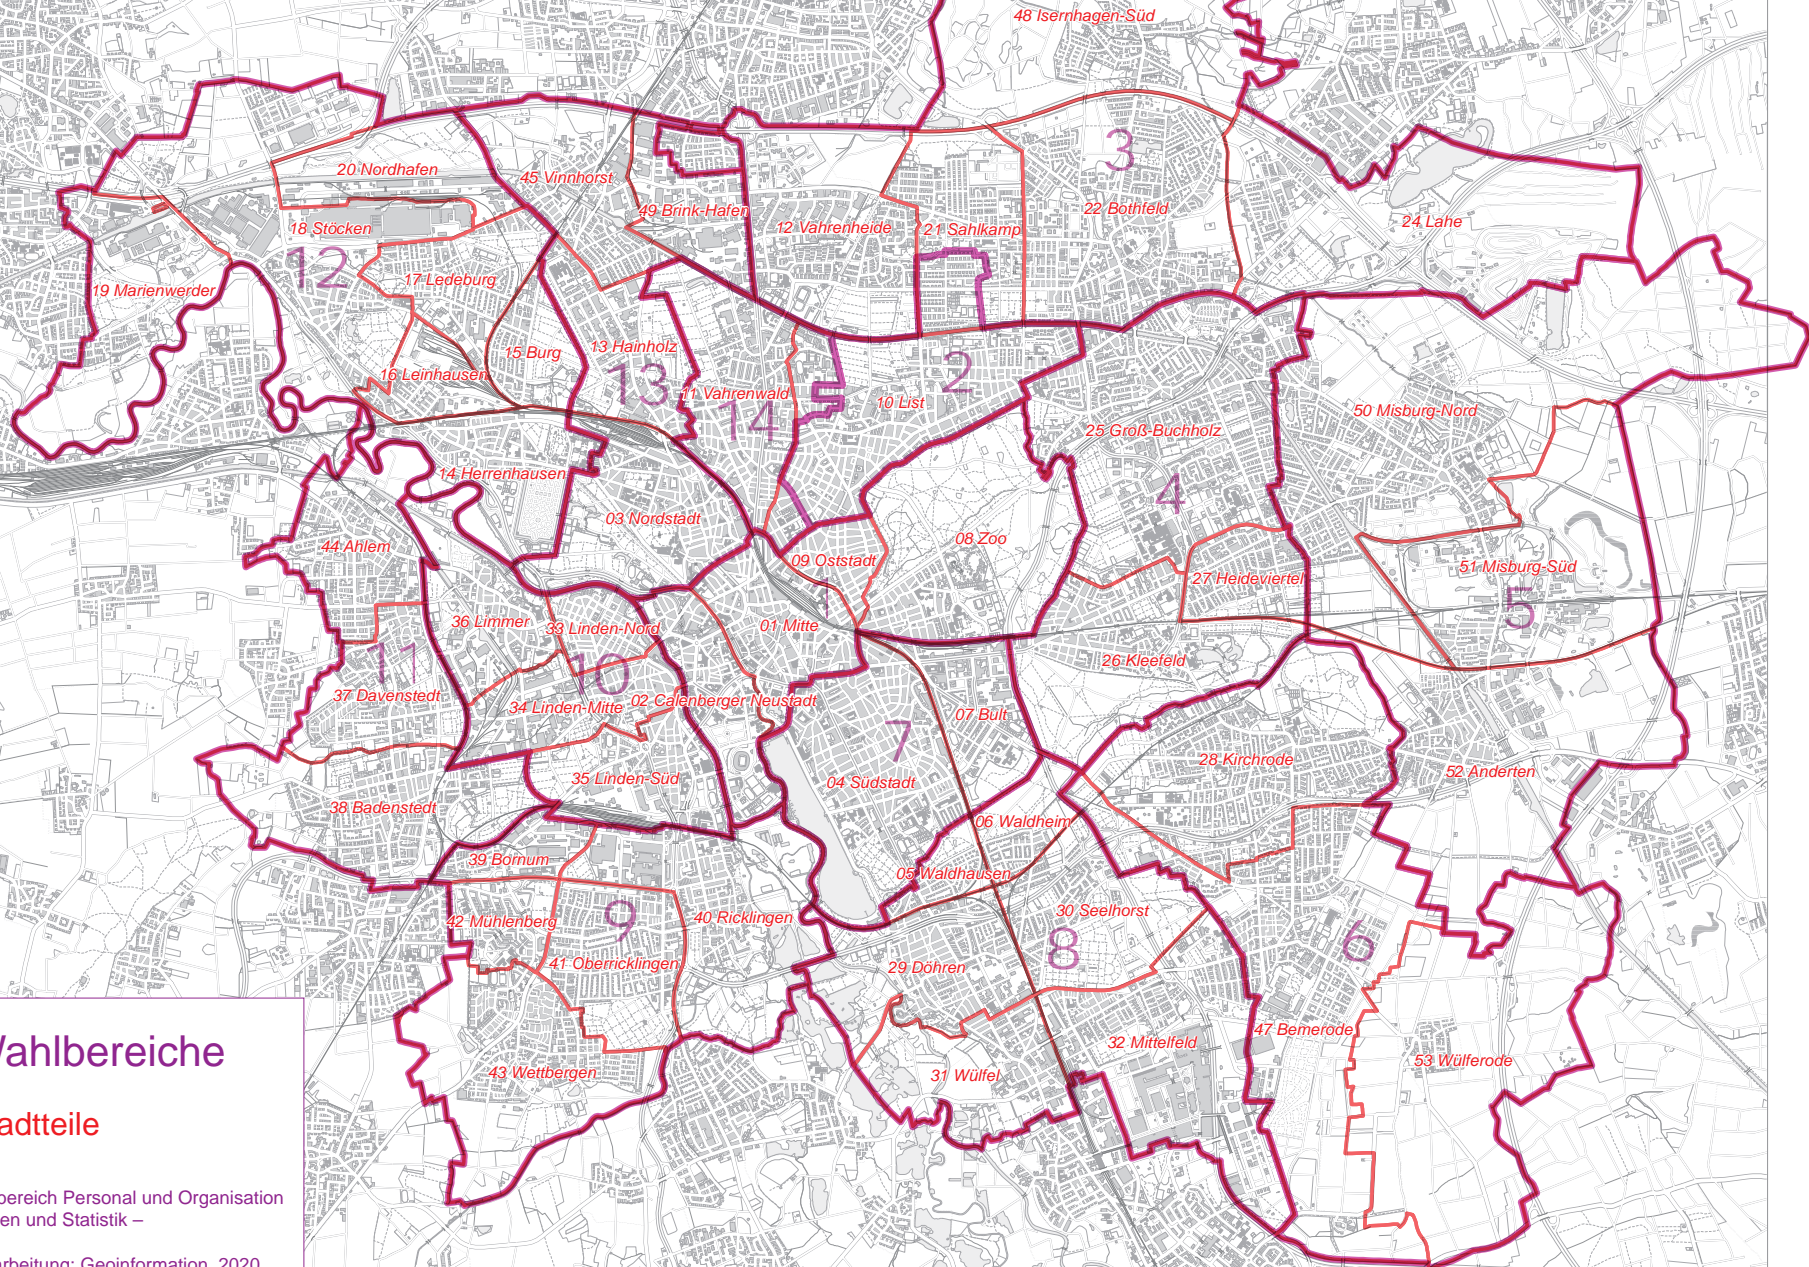 48 Isernhagen-Süd
3
20 Nordhafen
45 Vinnhorst
49 Brink-Hafen
12 Vahrenheide
21 Sahlkamp
22 Bothfeld
24 Lahe
18 Stöcken
12
17 Ledeburg
19 Marienwerder
15 Burg
13 Hainholz
13
16 Leinhausen
11 Vahrenwald
14
10 List
2
50 Misburg-Nord
25 Groß-Buchholz
4
14 Herrenhausen
03 Nordstadt
08 Zoo
44 Ahlem
09 Oststadt
1
27 Heideviertel
51 Misburg-Süd
5
36 Limmer
33 Linden-Nord
01 Mitte
11
10
26 Kleefeld
37 Davenstedt
34 Linden-Mitte
02 Calenberger Neustadt
07 Bult
7
28 Kirchrode
52 Anderten
35 Linden-Süd
04 Südstadt
38 Badenstedt
06 Waldheim
39 Bornum
05 Waldhausen
42 Mühlenberg
9
40 Ricklingen
30 Seelhorst
8
6
41 Oberricklingen
29 Döhren
47 Bemerode
32 Mittelfeld
53 Wülferode
43 Wettbergen
31 Wülfel
Wahlbereiche
adtteile
bereich Personal und Organisation
en und Statistik –
arbeitung: Geoinformation, 2020